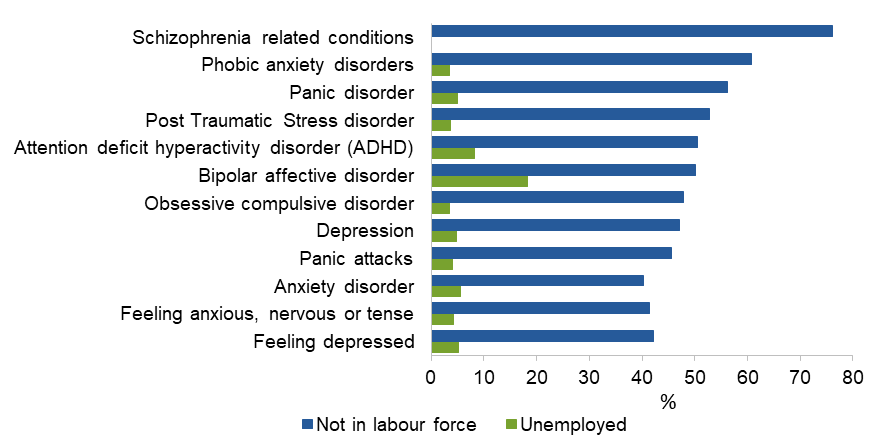 Schizophrenia related conditions
Phobic anxiety disorders
Panic disorder
Post Traumatic Stress disorder
Attention deficit hyperactivity disorder (ADHD)
Bipolar affective disorder
Obsessive compulsive disorder
Depression
Panic attacks
Anxiety disorder
Feeling anxious, nervous or tense
Feeling depressed
0 10 20 30 40 50 60 70 80
%
Not in labour force Unemployed